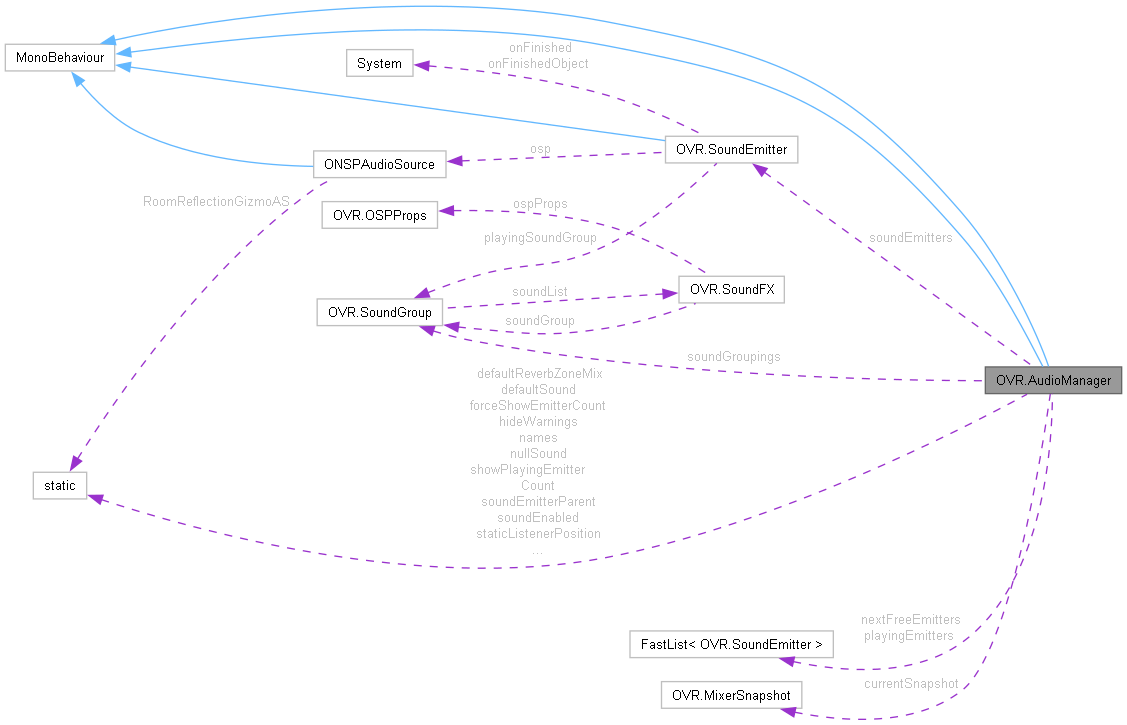 MonoBehaviour
onFinished
onFinishedObject
System
OVR.SoundEmitter
osp
ONSPAudioSource
RoomReflectionGizmoAS
ospProps
OVR.OSPProps
playingSoundGroup
soundEmitters
OVR.SoundFX
soundList
OVR.SoundGroup
soundGroup
soundGroupings
OVR.AudioManager
defaultReverbZoneMix
defaultSound
forceShowEmitterCount
hideWarnings
names
nullSound
showPlayingEmitter
Count
soundEmitterParent
soundEnabled
staticListenerPosition
...
static
nextFreeEmitters
playingEmitters
FastList< OVR.SoundEmitter >
currentSnapshot
OVR.MixerSnapshot